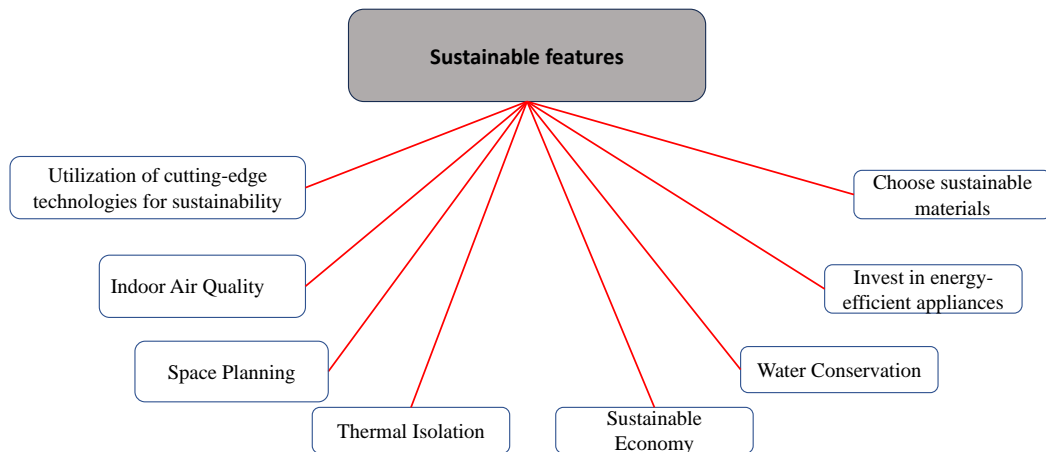 Sustainable features
Utilization of cutting-edge
technologies for sustainability
Choose sustainable
materials
Indoor Air Quality
Invest in energy-
efficient appliances
Space Planning
Water Conservation
Thermal Isolation
Sustainable
Economy